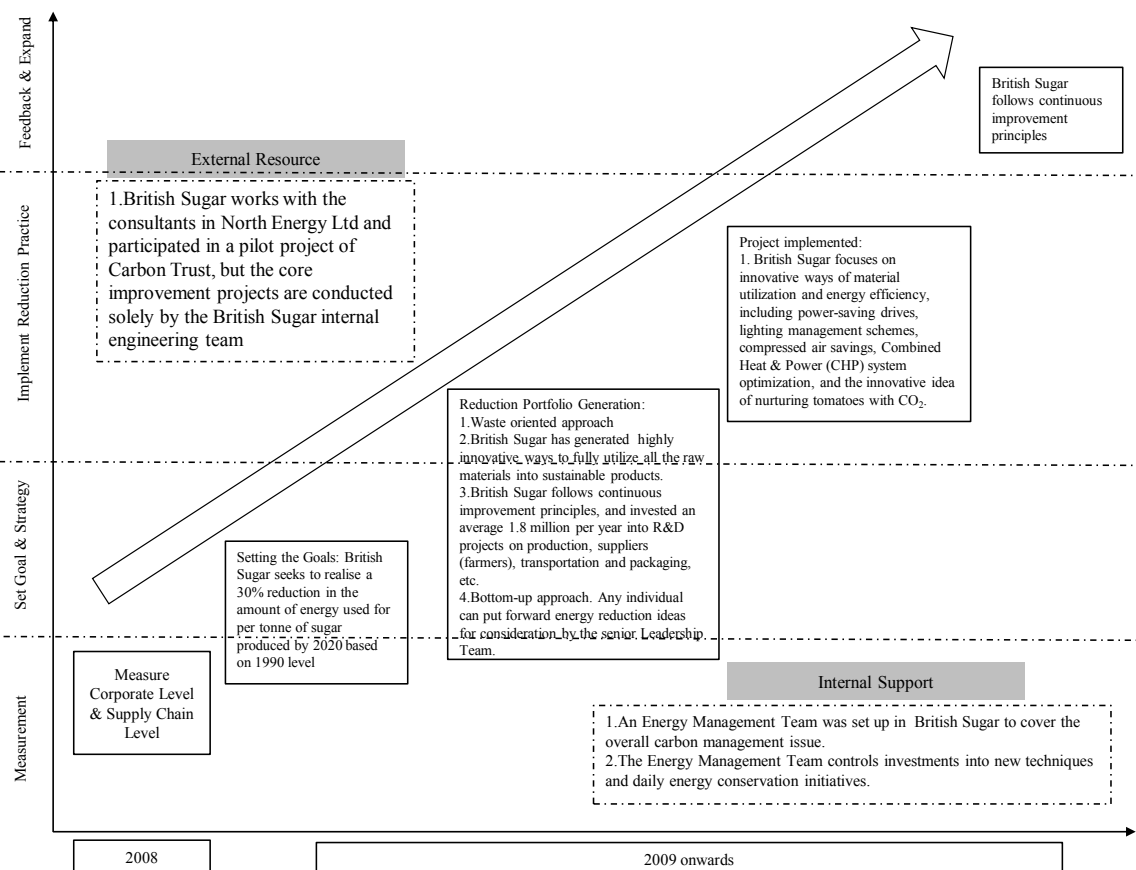 Feedback & Expand
British Sugar
follows continuous
improvement
principles
External Resource
Implement Reduction Practice
1.British Sugar works with the
consultants in North Energy Ltd and
participated in a pilot project of
Carbon Trust, but the core
improvement projects are conducted
solely by the British Sugar internal
engineering team
Project implemented:
1. British Sugar focuses on
innovative ways of material
utilization and energy efficiency,
including power-saving drives,
lighting management schemes,
compressed air savings, Combined
Heat & Power (CHP) system
optimization, and the innovative idea
of nurturing tomatoes with CO₂.
Reduction Portfolio Generation:
1.Waste oriented approach
2.British Sugar has generated highly
innovative ways to fully utilize all the raw
materials into sustainable products.
3.British Sugar follows continuous
improvement principles, and invested an
average 1.8 million per year into R&D
projects on production, suppliers
(farmers), transportation and packaging,
etc.
4.Bottom-up approach. Any individual
can put forward energy reduction ideas
for consideration by the senior Leadership
Team.
Set Goal & Strategy
Setting the Goals: British
Sugar seeks to realise a
30% reduction in the
amount of energy used for
per tonne of sugar
produced by 2020 based
on 1990 level
Measurement
Measure
Corporate Level
& Supply Chain
Level
Internal Support
1.An Energy Management Team was set up in British Sugar to cover the
overall carbon management issue.
2.The Energy Management Team controls investments into new techniques
and daily energy conservation initiatives.
2008
2009 onwards